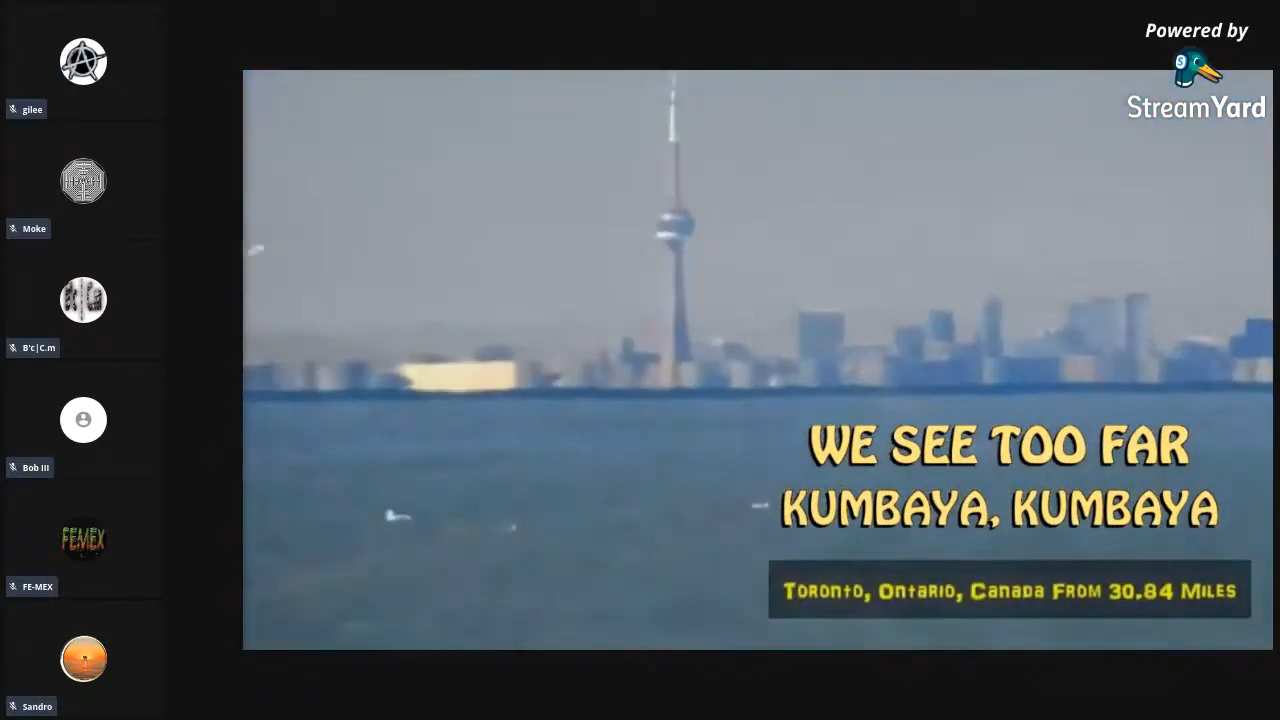 Powered by
StreamYard
gilee
Moke
B'c|C.m
Bob III
FEMEX
FE-MEX
Sandro
WE SEE TOO FAR
KUMBAYA, KUMBAYA
Toronto, Ontario, Canada From 30.84 Miles